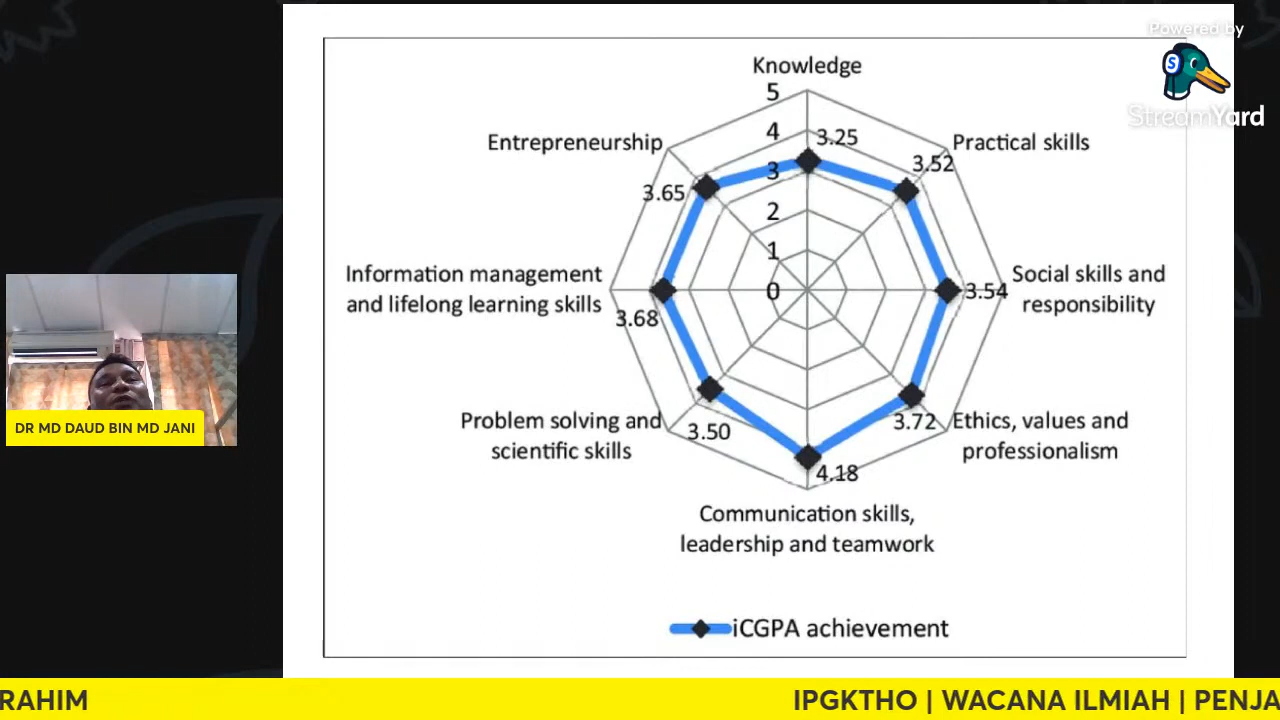 Powered by
StreamYard
Knowledge
5
4
3
2
1
0
3.25
Practical skills
3.52
Social skills and
responsibility
3.54
Ethics, values and
professionalism
3.72
Communication skills,
leadership and teamwork
4.18
Problem solving and
scientific skills
3.50
Information management
and lifelong learning skills
3.68
Entrepreneurship
3.65
iCGPA achievement
DR MD DAUD BIN MD JANI
RAHIM
IPGKTHO | WACANA ILMIAH | PENJA